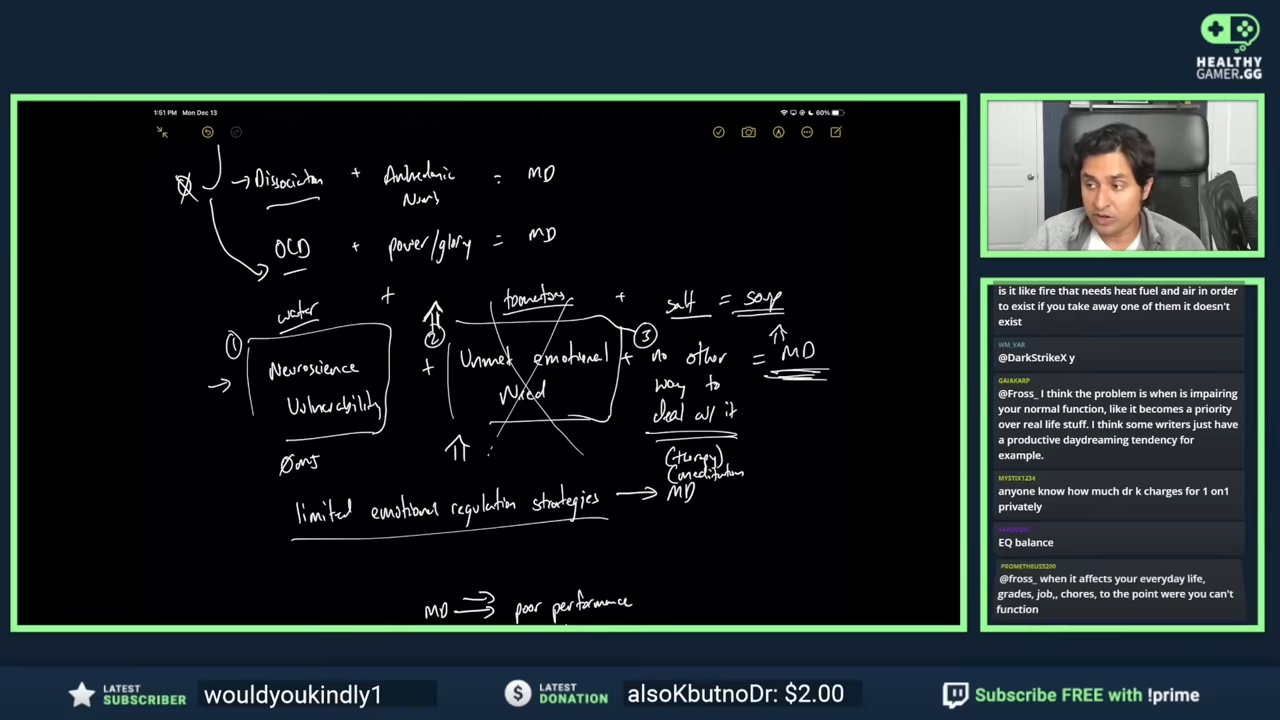 HEALTHY
GAMER.GG
1:51 PM Mon Dec 13
60%
Dissociation + Anhedonic = MD
OCD + power/glory = MD
water + tomatoes + salt = soup
① Neuroscience Vulnerability
+ ② Unmet emotional Need
+ ③ no other way to deal w/ it = MD
(therapy)
(meditation
limited emotional regulation strategies → MD
MD → poor performance
is it like fire that needs heat fuel and air in order
to exist if you take away one of them it doesn't
exist
WM_VAR
@DarkStrikeX y
GAIAKARP
@Fross_ I think the problem is when is impairing
your normal function, like it becomes a priority
over real life stuff. I think some writers just have
a productive daydreaming tendency for
example.
MYSTIX1234
anyone know how much dr k charges for 1 on1
privately
EQ balance
PROMETHEUS3200
@fross_ when it affects your everyday life,
grades, job,, chores, to the point were you can't
function
LATEST
SUBSCRIBER
wouldyoukindly1
LATEST
DONATION
alsoKbutnoDr: $2.00
Subscribe FREE with !prime